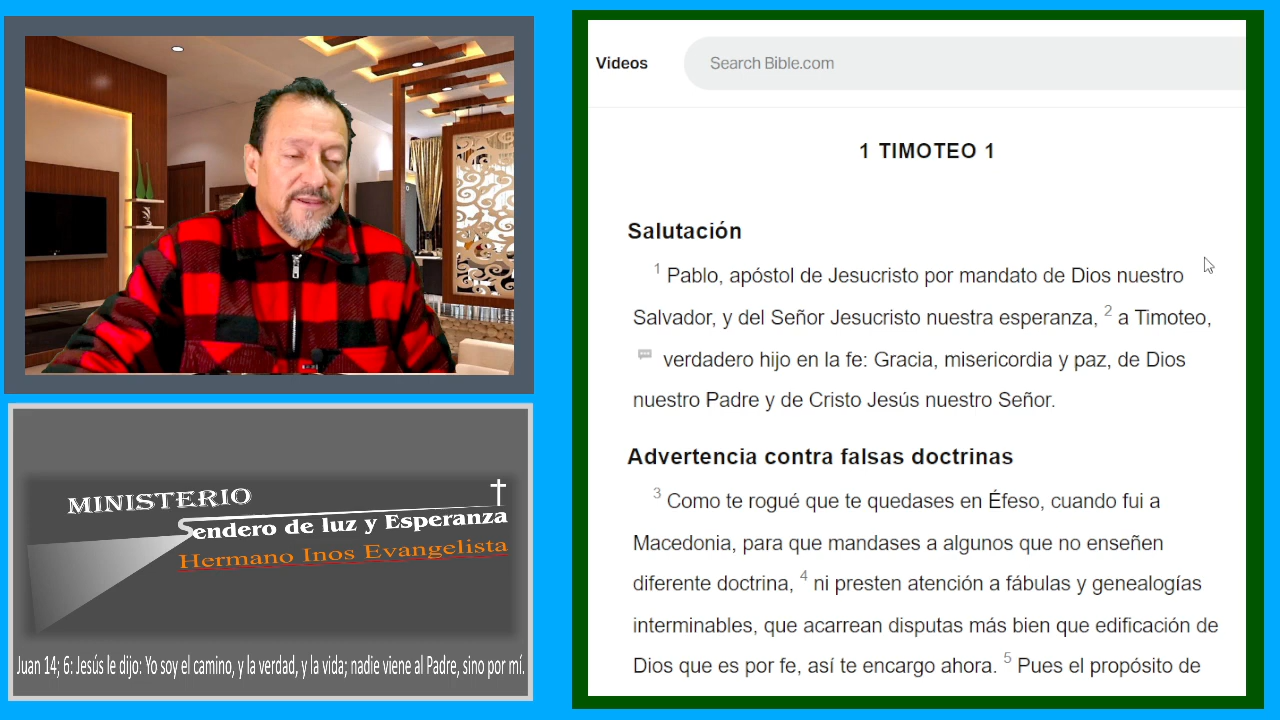 MINISTERIO
Sendero de luz y Esperanza
Hermano Inos Evangelista
Juan 14; 6: Jesús le dijo: Yo soy el camino, y la verdad, y la vida; nadie viene al Padre, sino por mí.
Videos
Search Bible.com
1 TIMOTEO 1
Salutación
1 Pablo, apóstol de Jesucristo por mandato de Dios nuestro
Salvador, y del Señor Jesucristo nuestra esperanza, 2 a Timoteo,
verdadero hijo en la fe: Gracia, misericordia y paz, de Dios
nuestro Padre y de Cristo Jesús nuestro Señor.
Advertencia contra falsas doctrinas
3 Como te rogué que te quedases en Éfeso, cuando fui a
Macedonia, para que mandases a algunos que no enseñen
diferente doctrina, 4 ni presten atención a fábulas y genealogías
interminables, que acarrean disputas más bien que edificación de
Dios que es por fe, así te encargo ahora. 5 Pues el propósito de